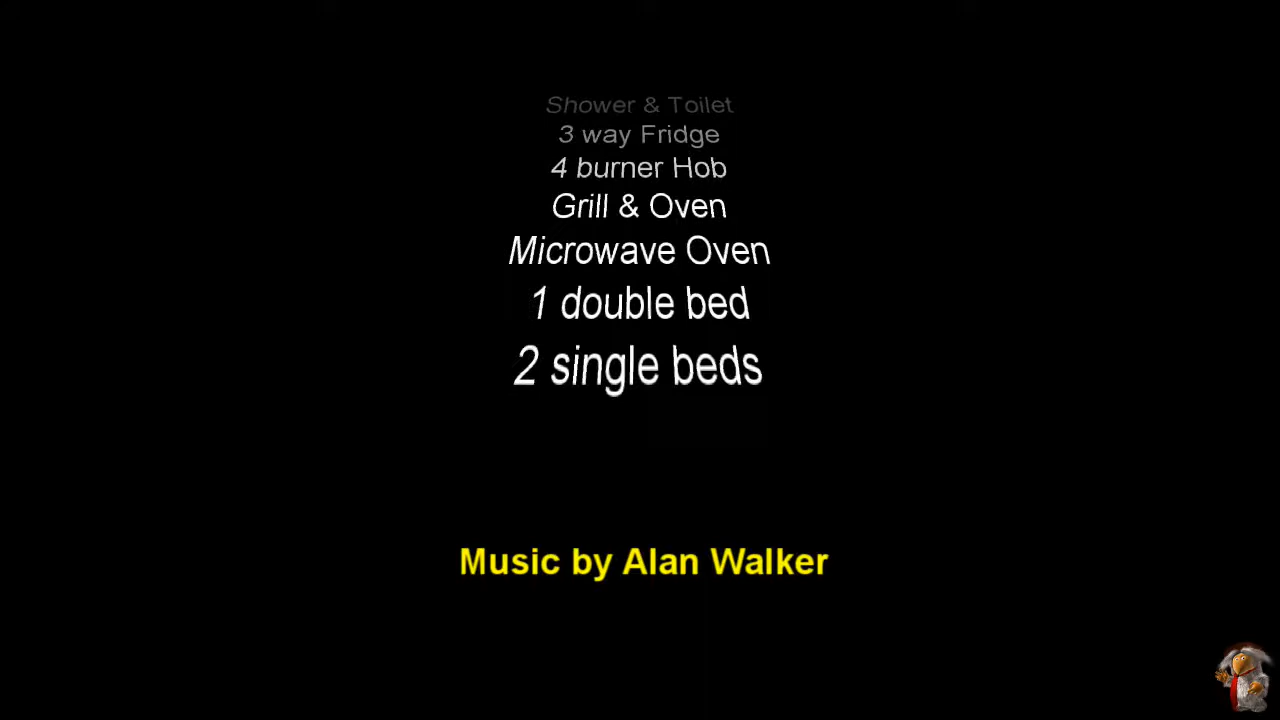 Shower & Toilet
3 way Fridge
4 burner Hob
Grill & Oven
Microwave Oven
1 double bed
2 single beds
Music by Alan Walker